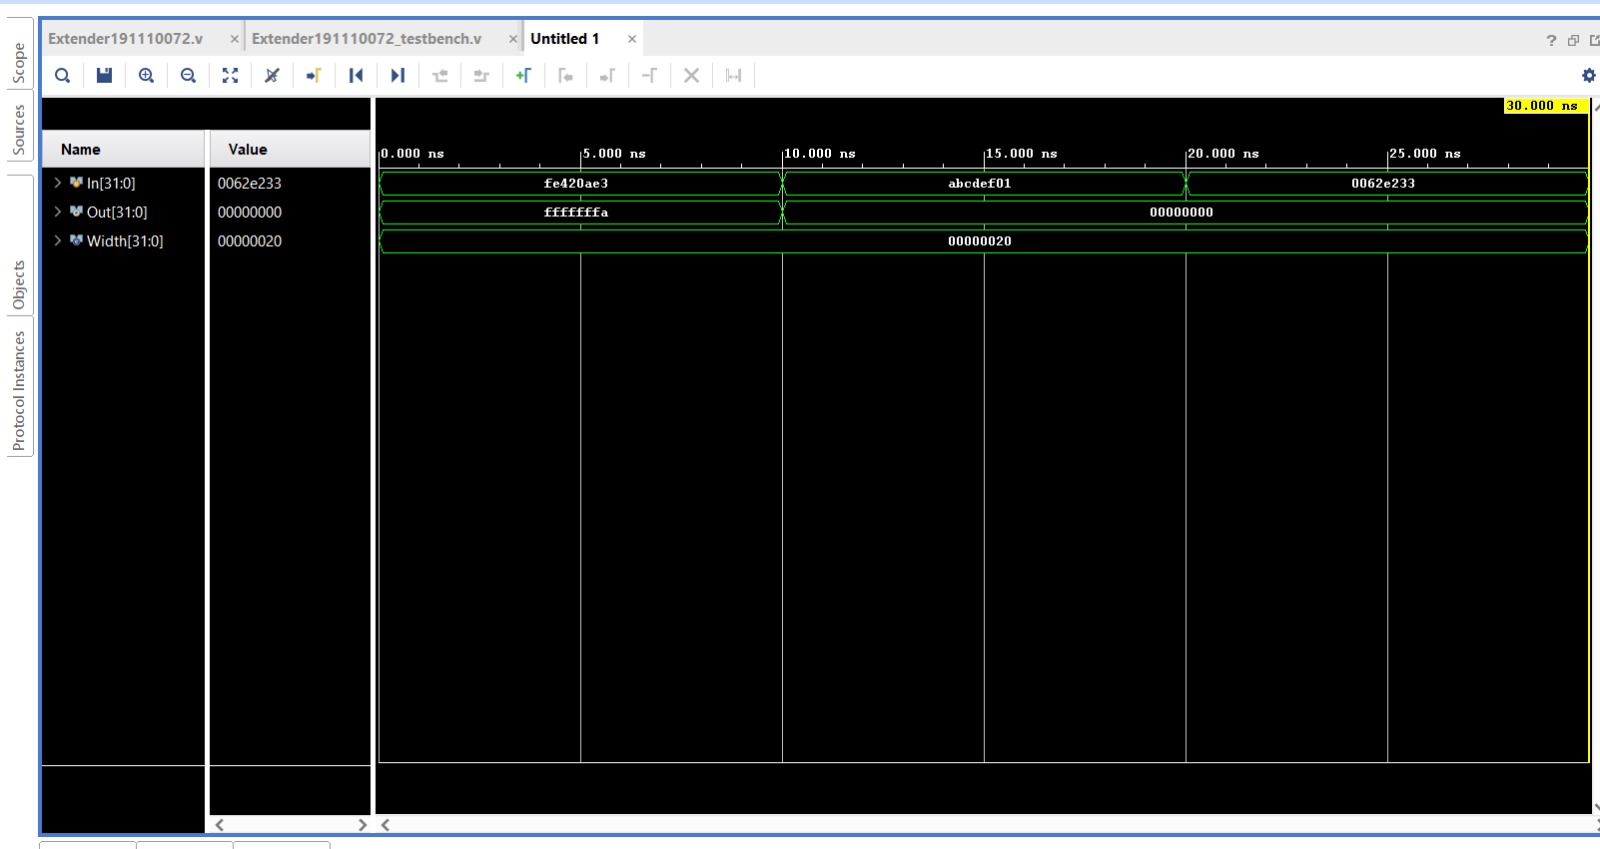 Extender191110072.v × Extender191110072_testbench.v × Untitled 1 × ?
Scope
Sources
Objects
Protocol Instances
30.000 ns
Name Value
0.000 ns 5.000 ns 10.000 ns 15.000 ns 20.000 ns 25.000 ns
> In[31:0] 0062e233 fe420ae3 abcdef01 0062e233
> Out[31:0] 00000000 fffffffa 00000000
> Width[31:0] 00000020 00000020